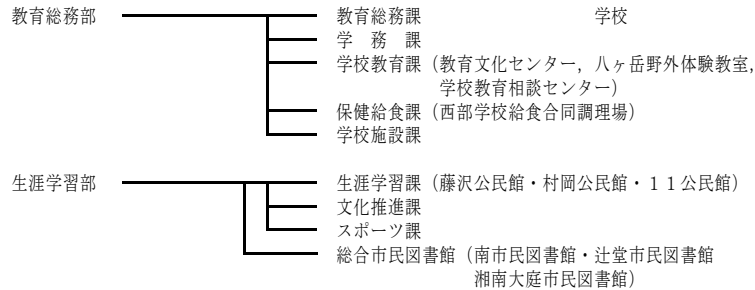 教育総務部 教育総務課 学校
学 務 課
学校教育課（教育文化センター，八ヶ岳野外体験教室，
学校教育相談センター）
保健給食課（西部学校給食合同調理場）
学校施設課
生涯学習部 生涯学習課（藤沢公民館・村岡公民館・１１公民館）
文化推進課
スポーツ課
総合市民図書館（南市民図書館・辻堂市民図書館
湘南大庭市民図書館）